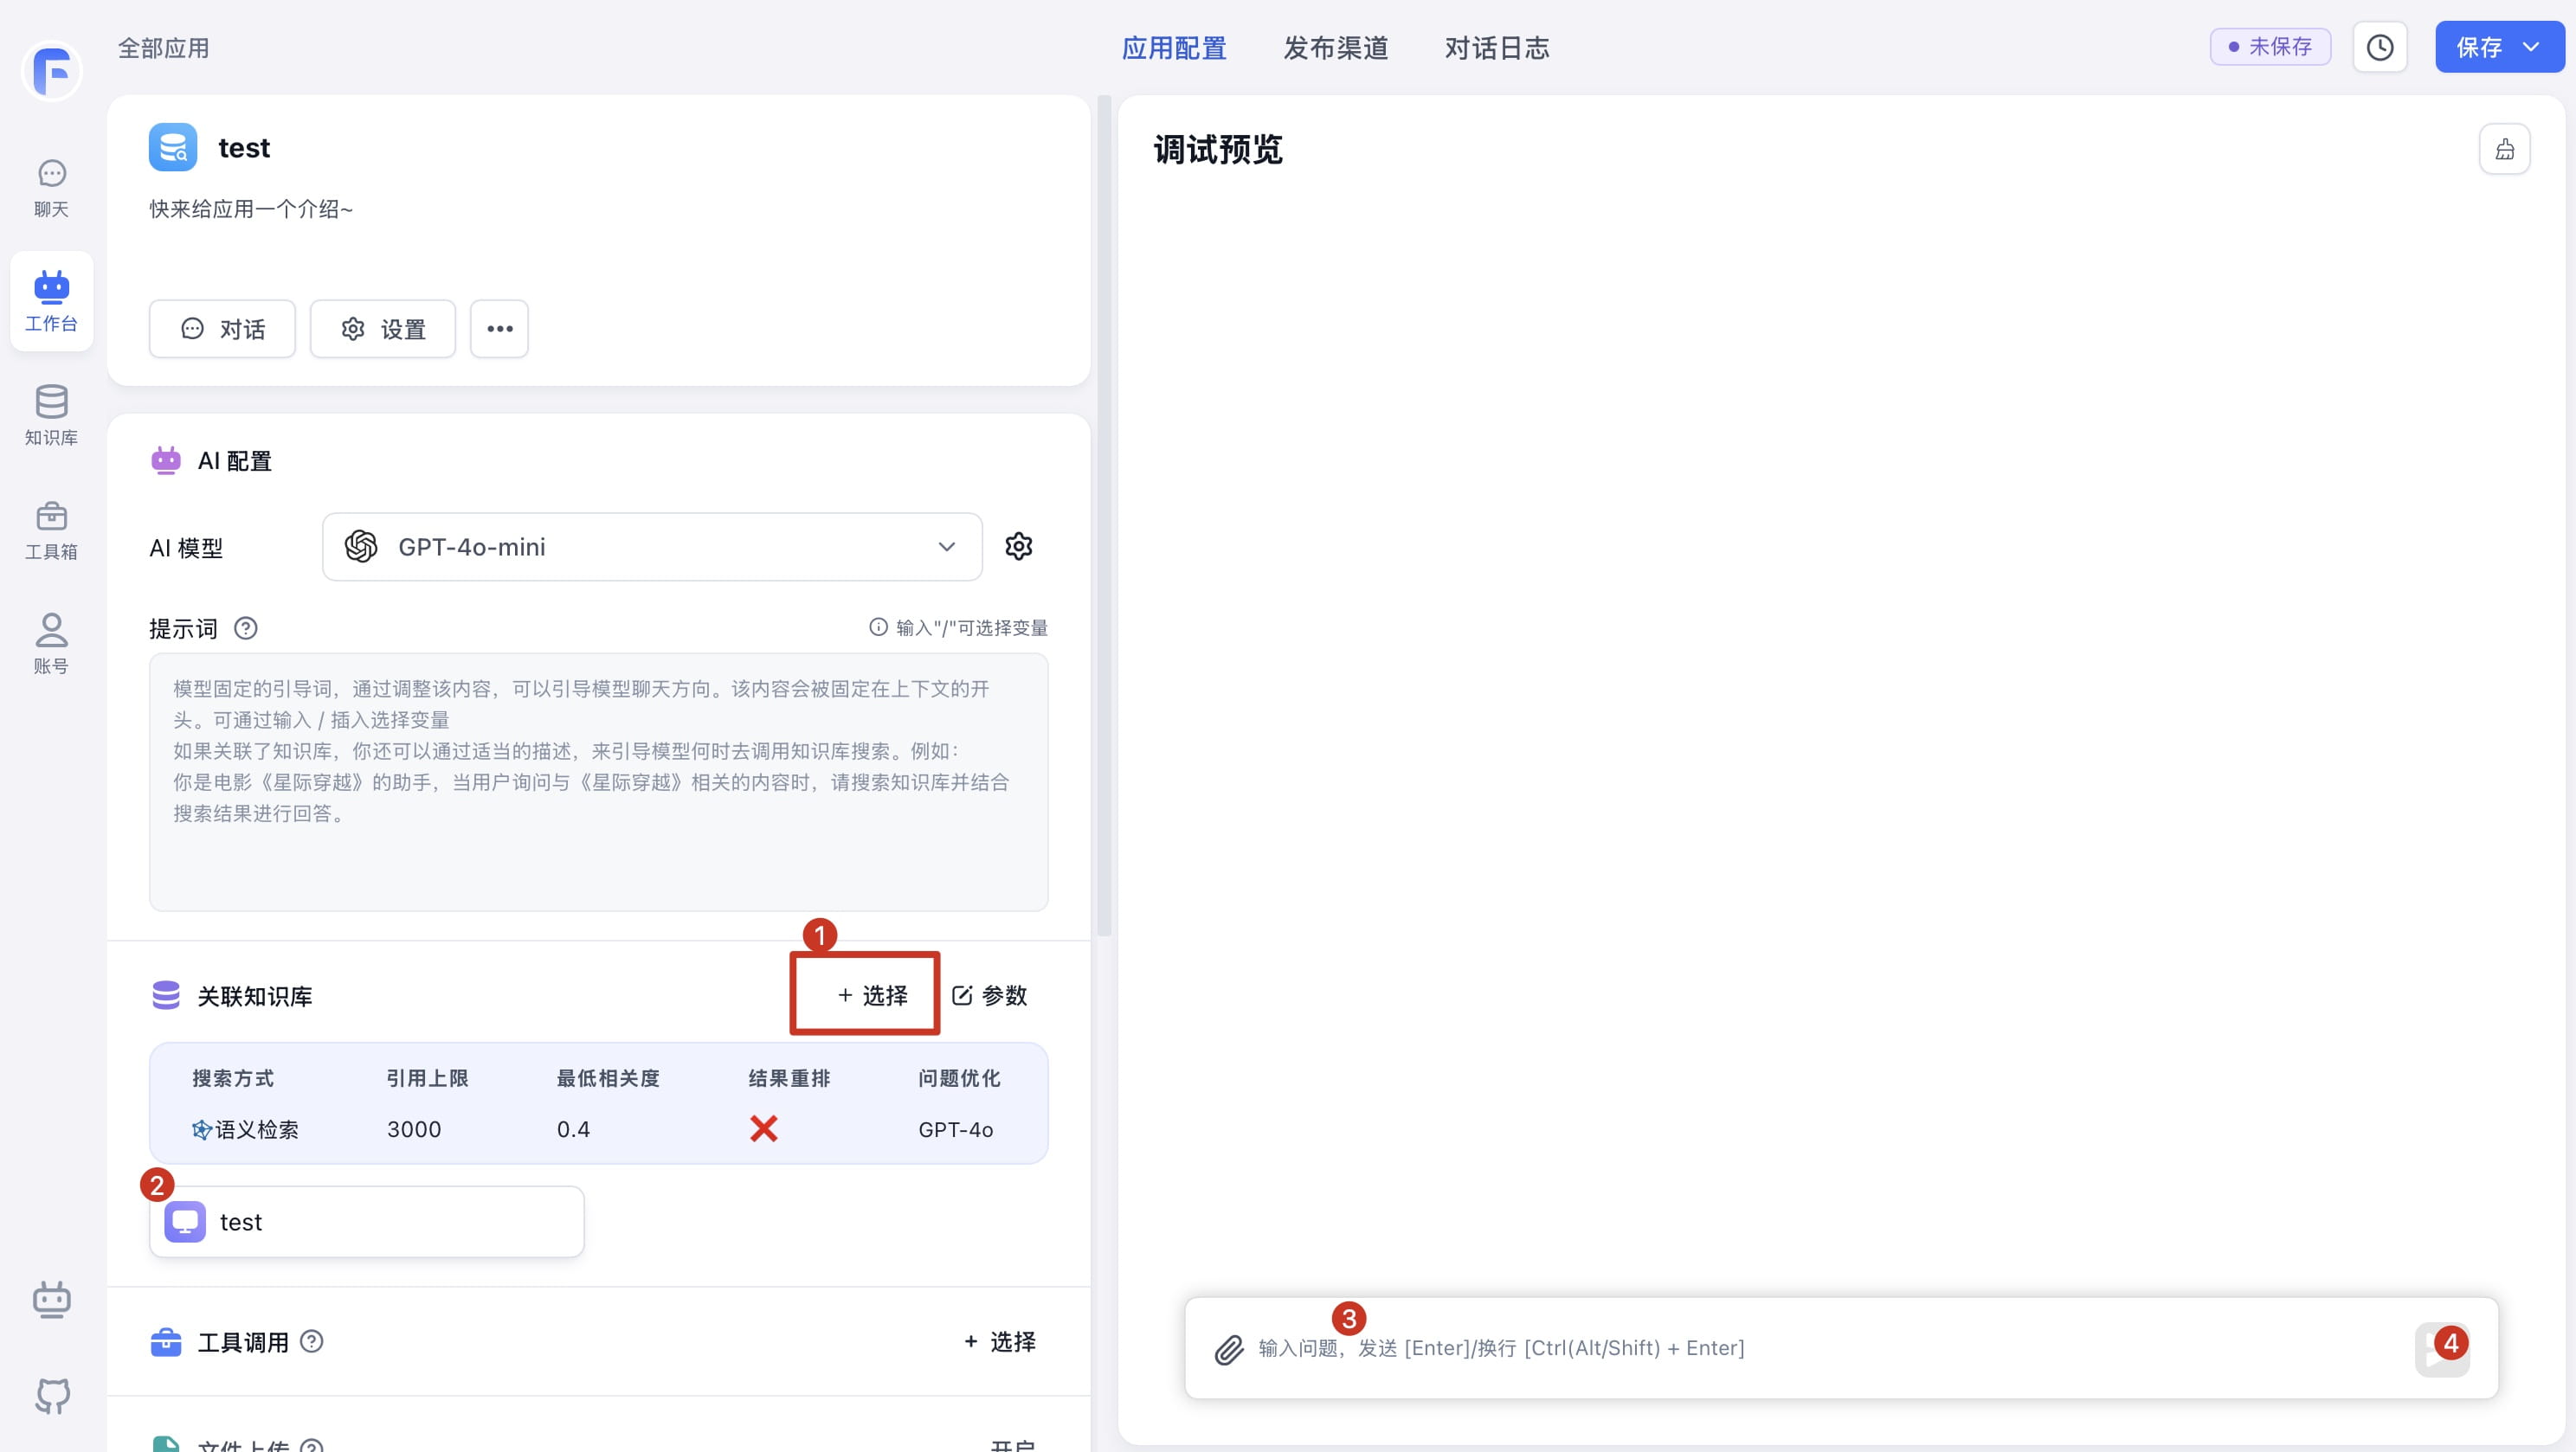 全部应用
应用配置
发布渠道
对话日志
未保存
保存
聊天
工作台
知识库
工具箱
账号
test
快来给应用一个介绍~
对话
设置
AI 配置
AI 模型
GPT-4o-mini
提示词
输入"/"可选择变量
模型固定的引导词，通过调整该内容，可以引导模型聊天方向。该内容会被固定在上下文的开
头。可通过输入 / 插入选择变量
如果关联了知识库，你还可以通过适当的描述，来引导模型何时去调用知识库搜索。例如：
你是电影《星际穿越》的助手，当用户询问与《星际穿越》相关的内容时，请搜索知识库并结合
搜索结果进行回答。
1
关联知识库
+ 选择
参数
搜索方式 引用上限 最低相关度 结果重排 问题优化
语义检索 3000 0.4 GPT-4o
2
test
工具调用
+ 选择
文件上传
开启
调试预览
3
输入问题，发送 [Enter]/换行 [Ctrl(Alt/Shift) + Enter]
4